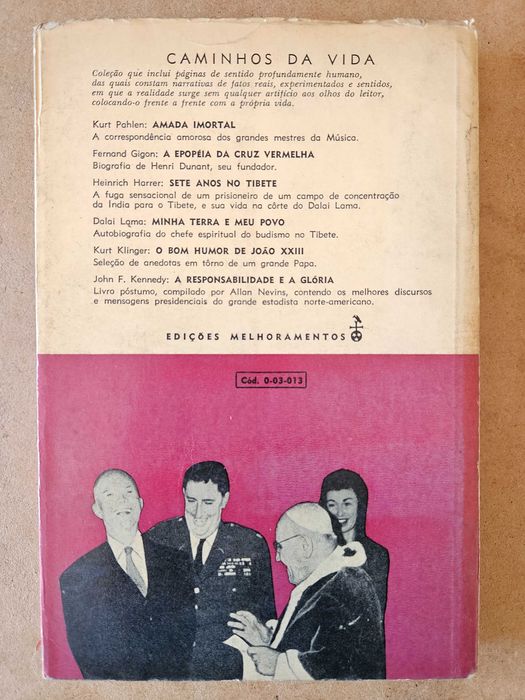 CAMINHOS DA VIDA
Coleção que inclui páginas de sentido profundamente humano,
das quais constam narrativas de fatos reais, experimentados e sentidos,
em que a realidade surge sem qualquer artifício aos olhos do leitor,
colocando-o frente a frente com a própria vida.
Kurt Pahlen: AMADA IMORTAL
A correspondência amorosa dos grandes mestres da Música.
Fernand Gigon: A EPOPÉIA DA CRUZ VERMELHA
Biografia de Henri Dunant, seu fundador.
Heinrich Harrer: SETE ANOS NO TIBETE
A fuga sensacional de um prisioneiro de um campo de concentração
da Índia para o Tibete, e sua vida na côrte do Dalai Lama.
Dalai Lama: MINHA TERRA E MEU POVO
Autobiografia do chefe espiritual do budismo no Tibete.
Kurt Klinger: O BOM HUMOR DE JOÃO XXIII
Seleção de anedotas em tôrno de um grande Papa.
John F. Kennedy: A RESPONSABILIDADE E A GLÓRIA
Livro póstumo, compilado por Allan Nevins, contendo os melhores discursos
e mensagens presidenciais do grande estadista norte-americano.
EDIÇÕES MELHORAMENTOS
Cód. 0-03-013